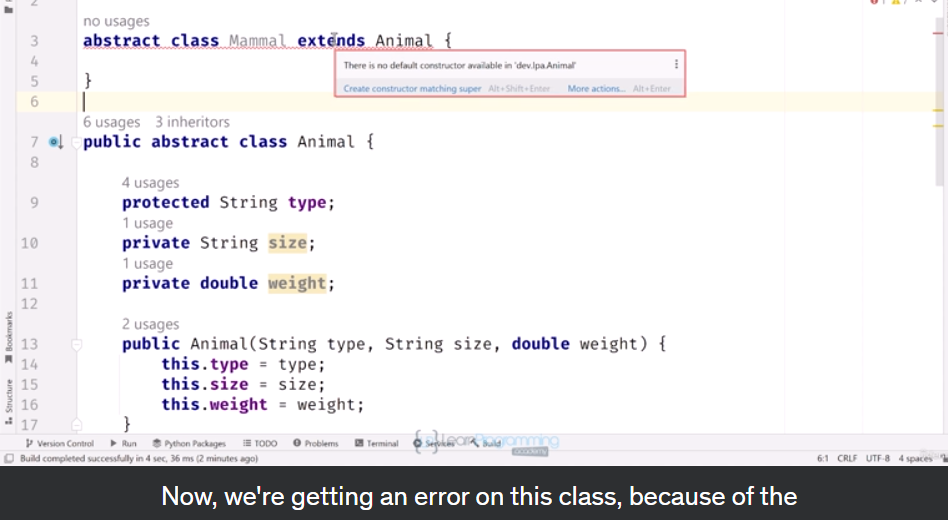 2
no usages
3 abstract class Mammal extends Animal {
4
There is no default constructor available in 'dev.lpa.Animal'
5 }
Create constructor matching super Alt+Shift+Enter More actions... Alt+Enter
6
6 usages 3 inheritors
7 public abstract class Animal {
8
4 usages
9 protected String type;
1 usage
10 private String size;
1 usage
11 private double weight;
12
2 usages
13 public Animal(String type, String size, double weight) {
14 this.type = type;
15 this.size = size;
16 this.weight = weight;
17 }
Bookmarks
Structure
Version Control Run Python Packages TODO Problems Terminal Services Build
LearnProgramming
academy
Build completed successfully in 4 sec, 36 ms (2 minutes ago) 6:1 CRLF UTF-8 4 spaces
Now, we're getting an error on this class, because of the